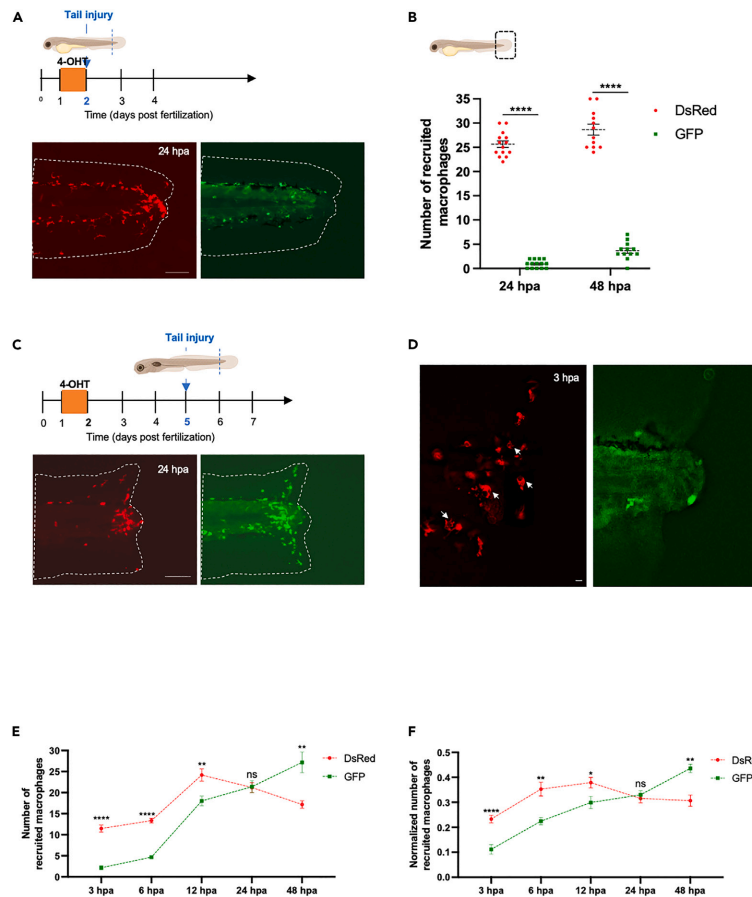 A
Tail injury
4-OHT
0 1 2 3 4
Time (days post fertilization)
24 hpa
B
****
****
35
30
25
20
15
10
5
0
Number of recruited
macrophages
24 hpa 48 hpa
DsRed
GFP
C
Tail injury
4-OHT
0 1 2 3 4 5 6 7
Time (days post fertilization)
24 hpa
D
3 hpa
E
30
25
20
15
10
5
0
Number of
recruited macrophages
**** **** ** ns **
3 hpa 6 hpa 12 hpa 24 hpa 48 hpa
DsRed
GFP
F
0.5
0.4
0.3
0.2
0.1
0.0
Normalized number of
recruited macrophages
**** ** * ns **
3 hpa 6 hpa 12 hpa 24 hpa 48 hpa
DsR
GFP